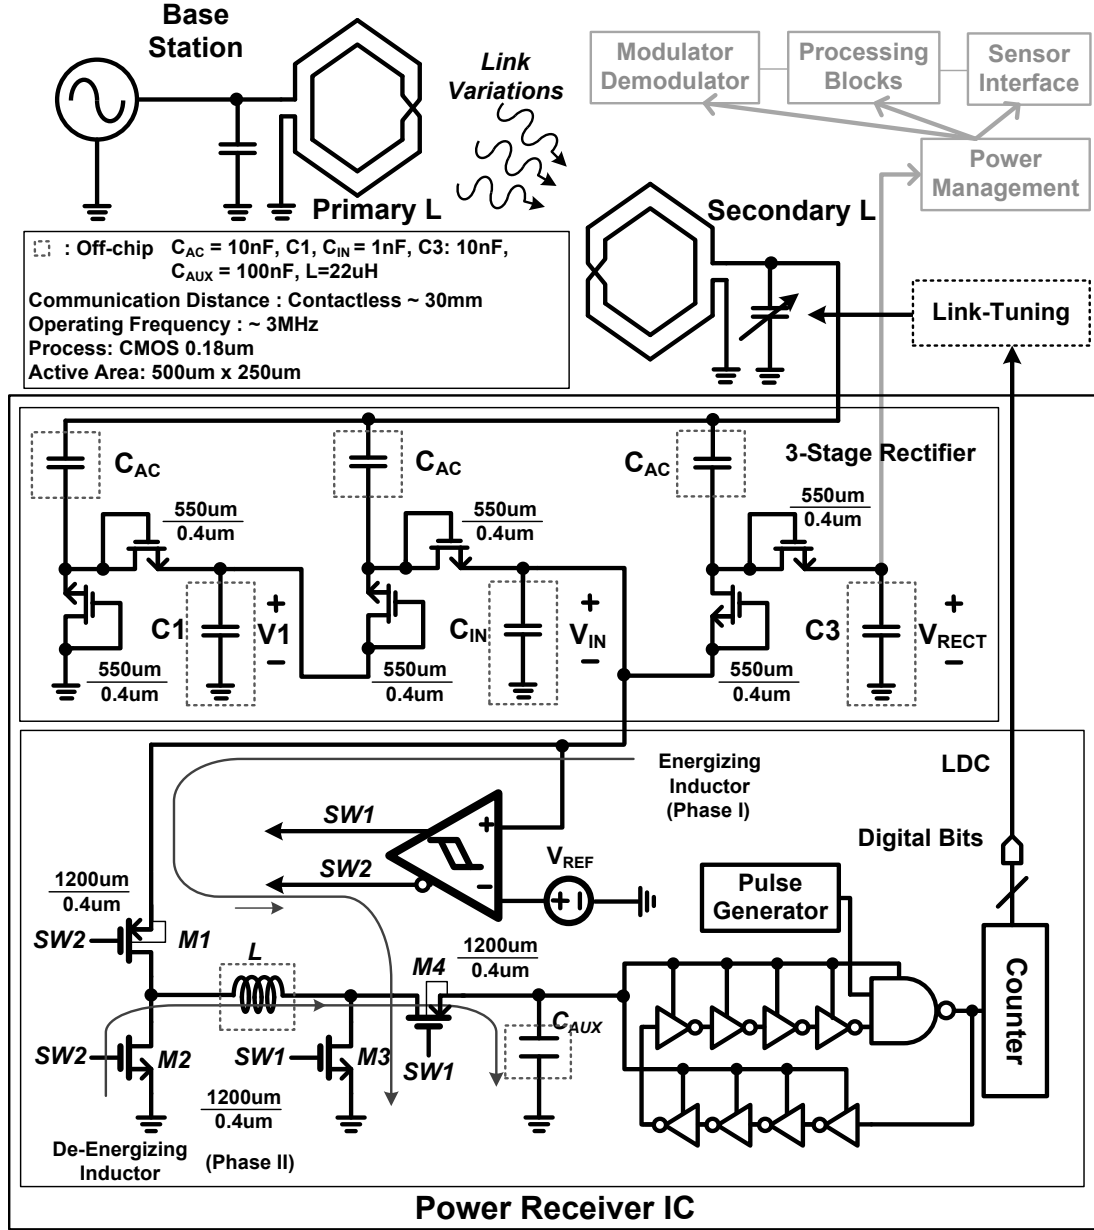 Base
Station
Link
Variations
Primary L
Modulator
Demodulator
Processing
Blocks
Sensor
Interface
Power
Management
Secondary L
Link-Tuning
: Off-chip C_AC = 10nF, C1, C_IN = 1nF, C3: 10nF,
C_AUX = 100nF, L=22uH
Communication Distance : Contactless ~ 30mm
Operating Frequency : ~ 3MHz
Process: CMOS 0.18um
Active Area: 500um x 250um
3-Stage Rectifier
C_AC
C_AC
C_AC
550um
0.4um
550um
0.4um
550um
0.4um
C1
+
V1
−
C_IN
+
V_IN
−
C3
+
V_RECT
−
550um
0.4um
550um
0.4um
550um
0.4um
Energizing
Inductor
(Phase I)
LDC
Digital Bits
SW1
SW2
+
−
V_REF
+
Pulse
Generator
Counter
1200um
0.4um
SW2
M1
L
M4
1200um
0.4um
C_AUX
SW2
M2
SW1
M3
SW1
1200um
0.4um
De-Energizing
Inductor
(Phase II)
Power Receiver IC